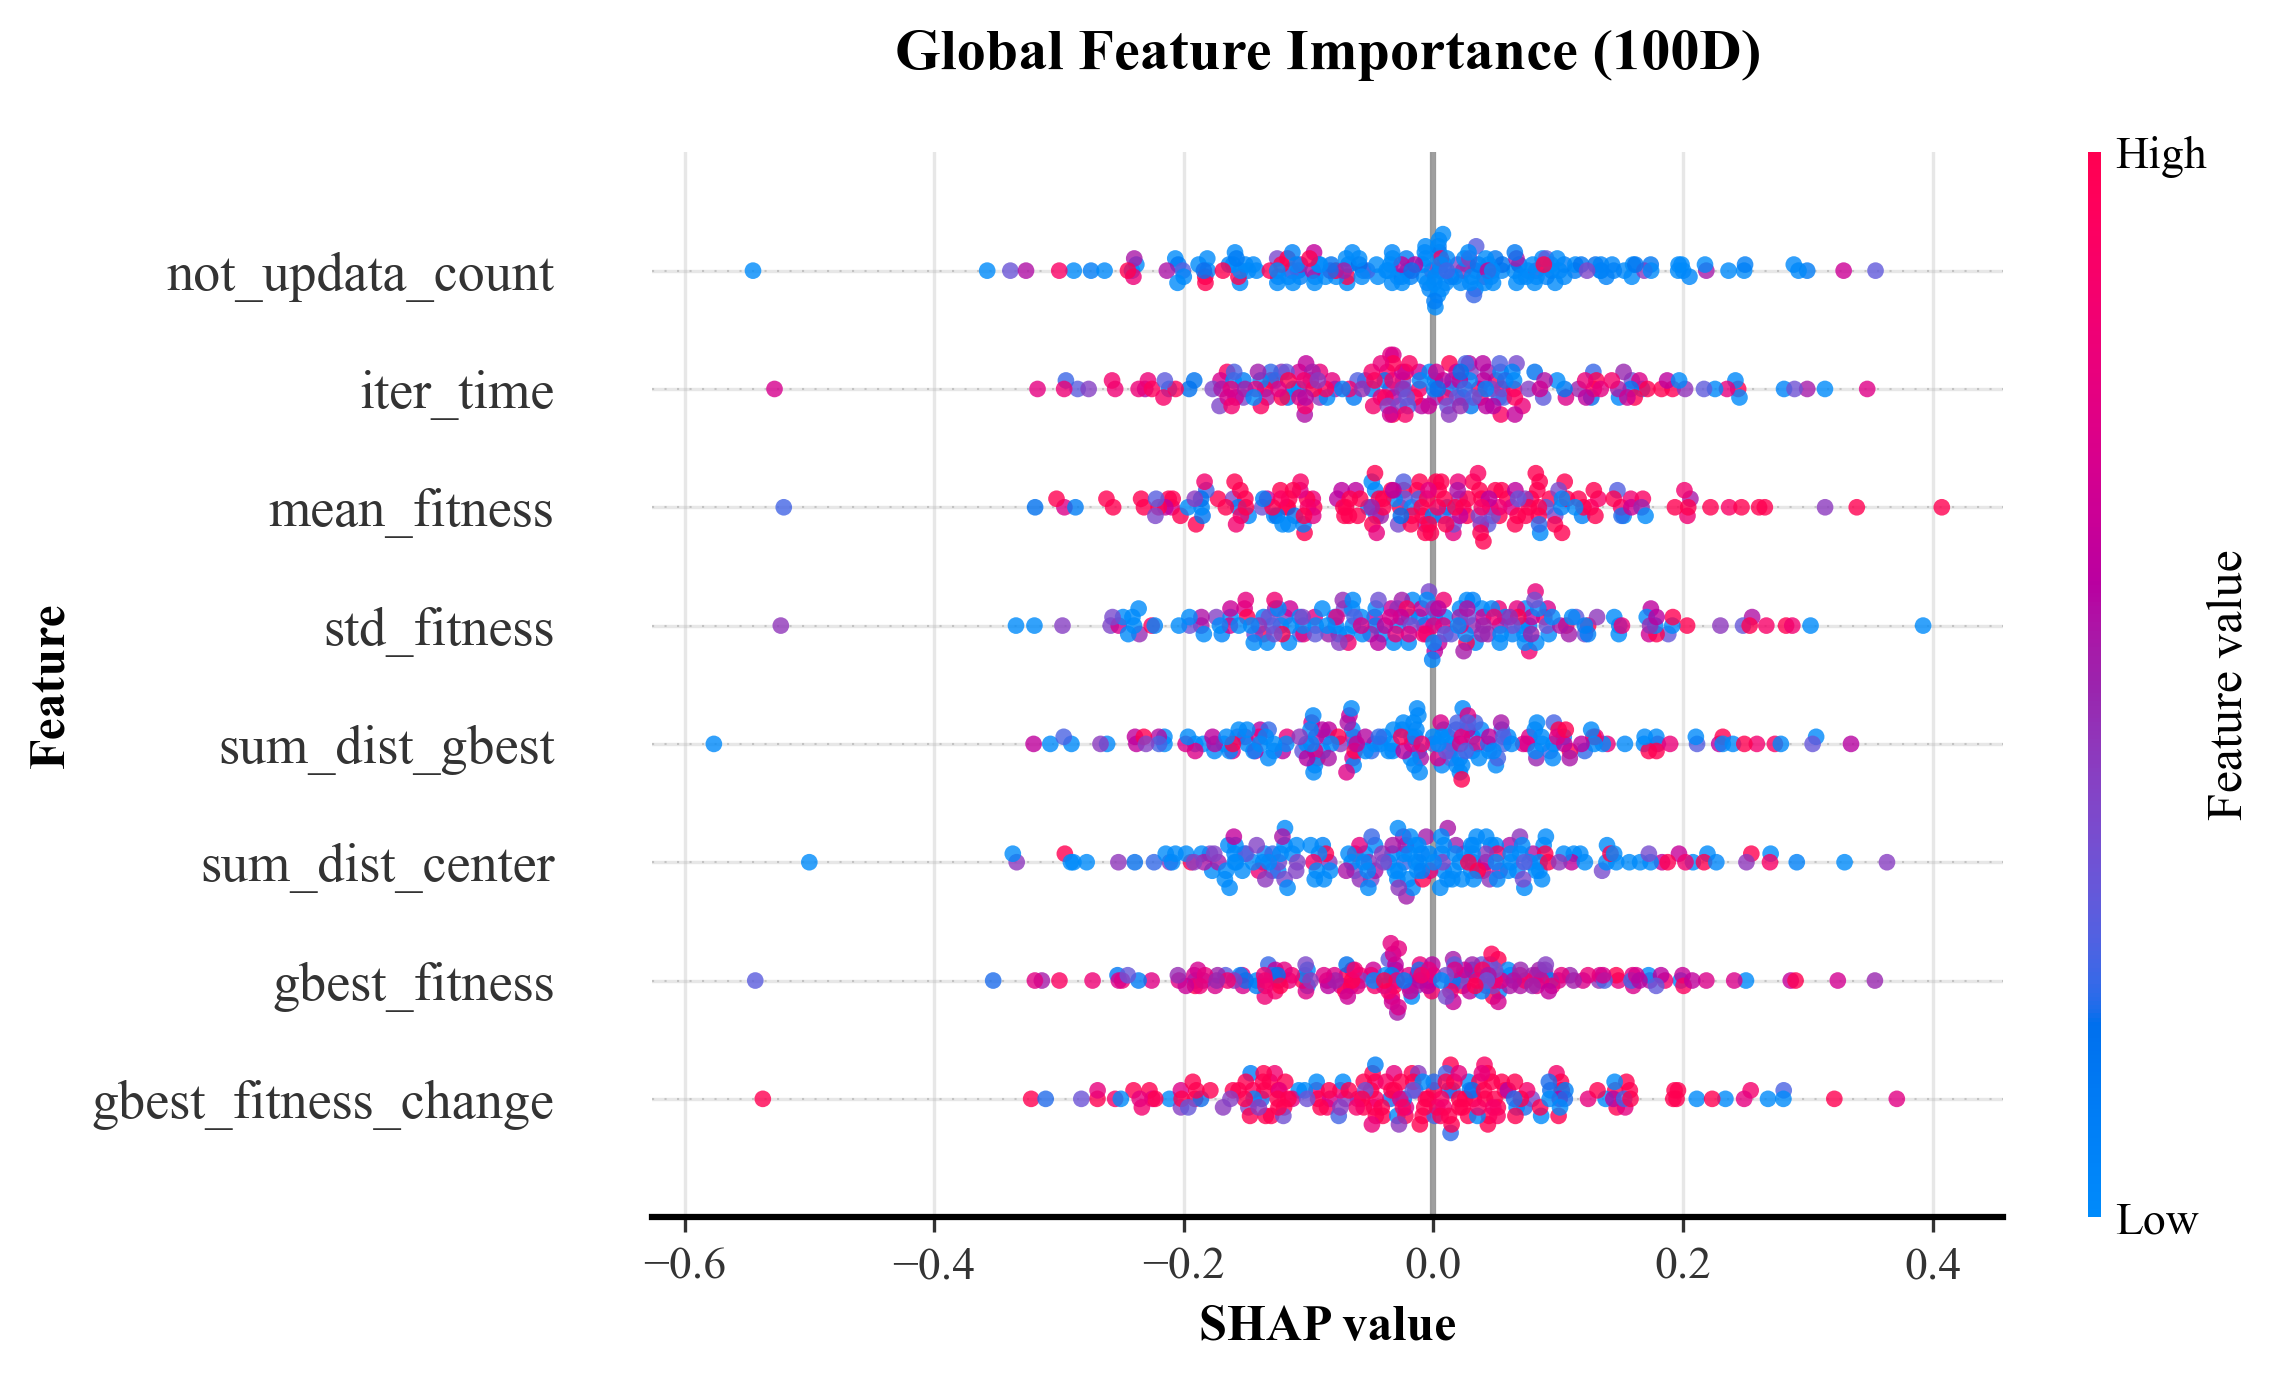 Global Feature Importance (100D)
High
not_updata_count
iter_time
mean_fitness
std_fitness
sum_dist_gbest
sum_dist_center
gbest_fitness
gbest_fitness_change
Feature
Feature value
Low
−0.6 −0.4 −0.2 0.0 0.2 0.4
SHAP value